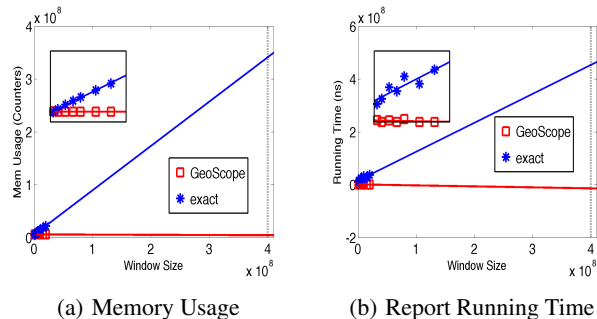 x 10^8
4
3
2
1
0
Mem Usage (Counters)
GeoScope
exact
0 1 2 3 4
Window Size
x 10^8
(a) Memory Usage
x 10^8
6
4
2
0
-2
Running Time (ns)
GeoScope
exact
0 1 2 3 4
Window Size
x 10^8
(b) Report Running Time